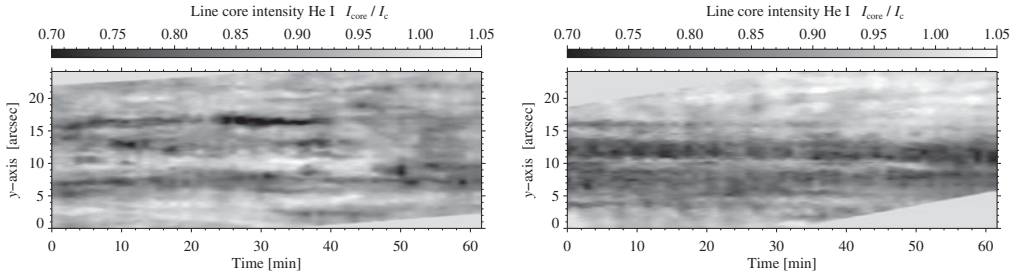 Line core intensity He I I_core / I_c
0.70 0.75 0.80 0.85 0.90 0.95 1.00 1.05
20
15
10
5
0
y−axis [arcsec]
0 10 20 30 40 50 60
Time [min]
Line core intensity He I I_core / I_c
0.70 0.75 0.80 0.85 0.90 0.95 1.00 1.05
20
15
10
5
0
y−axis [arcsec]
0 10 20 30 40 50 60
Time [min]